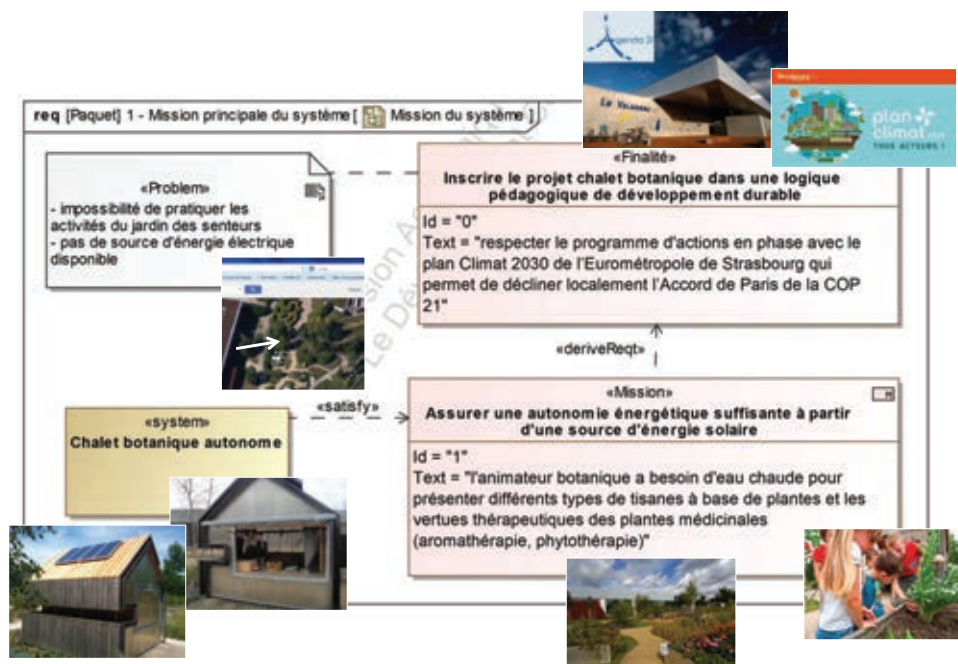 Agenda 21
Le Vaisseau
plan
climat 2030
TOUS ACTEURS !
req [Paquet] 1 - Mission principale du système [ Mission du système ]
«Problem»
- impossibilité de pratiquer les
activités du jardin des senteurs
- pas de source d'énergie électrique
disponible
«Finalité»
Inscrire le projet chalet botanique dans une logique
pédagogique de développement durable
Id = "0"
Text = "respecter le programme d'actions en phase avec le
plan Climat 2030 de l'Eurométropole de Strasbourg qui
permet de décliner localement l'Accord de Paris de la COP
21"
«deriveReqt»
«system»
Chalet botanique autonome
«satisfy»
«Mission»
Assurer une autonomie énergétique suffisante à partir
d'une source d'énergie solaire
Id = "1"
Text = "l'animateur botanique a besoin d'eau chaude pour
présenter différents types de tisanes à base de plantes et les
vertues thérapeutiques des plantes médicinales
(aromathérapie, phytothérapie)"